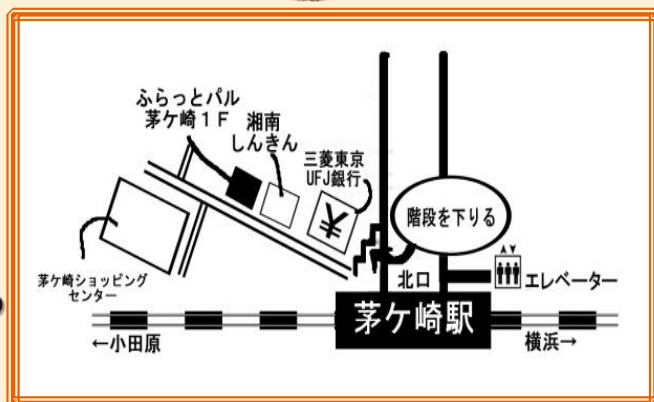 ふらっとパル
茅ケ崎１Ｆ
湘南
しんきん
三菱東京
UFJ銀行
階段を下りる
茅ケ崎ショッピング
センター
北口
エレベーター
茅ケ崎駅
←小田原
横浜→